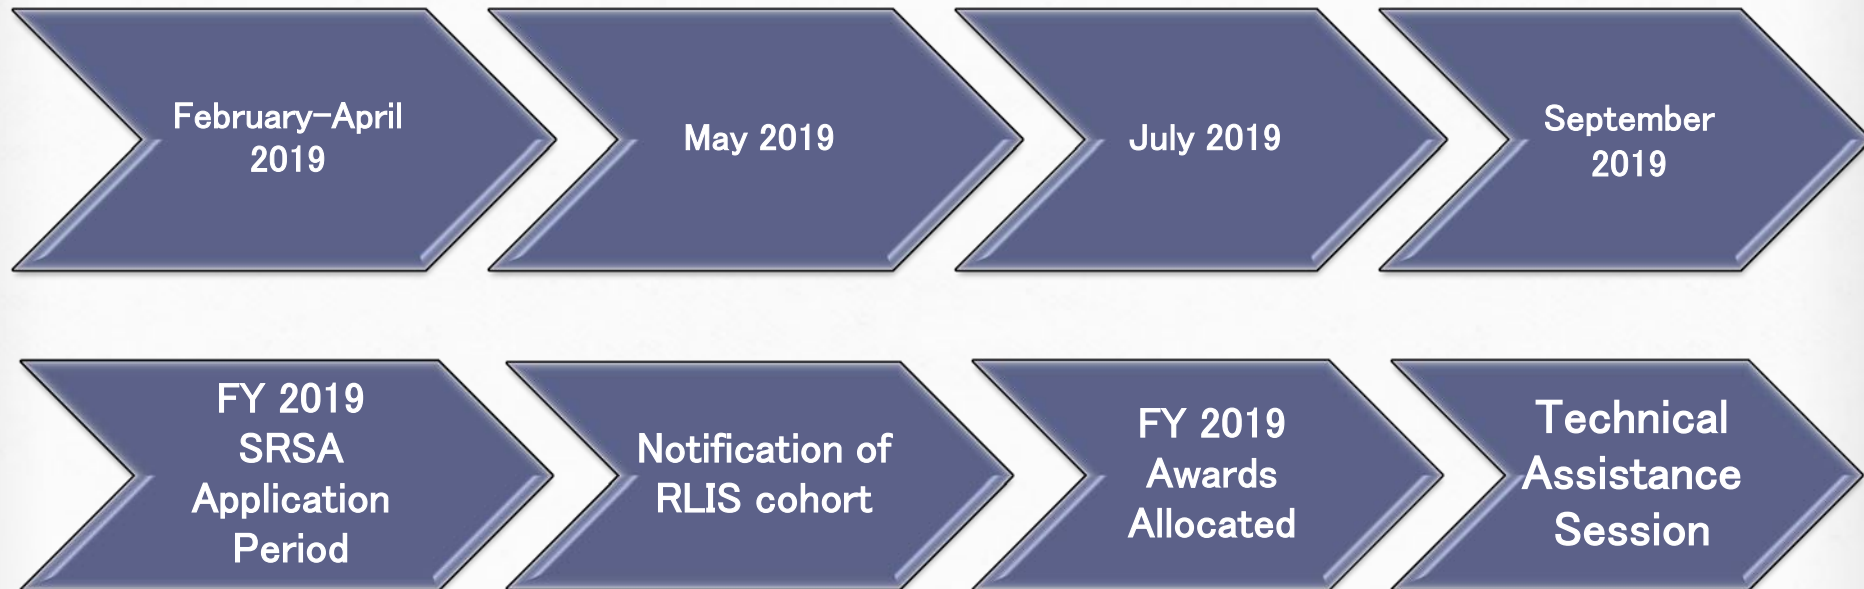 February-April
2019
May 2019
July 2019
September
2019
FY 2019
SRSA
Application
Period
Notification of
RLIS cohort
FY 2019
Awards
Allocated
Technical
Assistance
Session